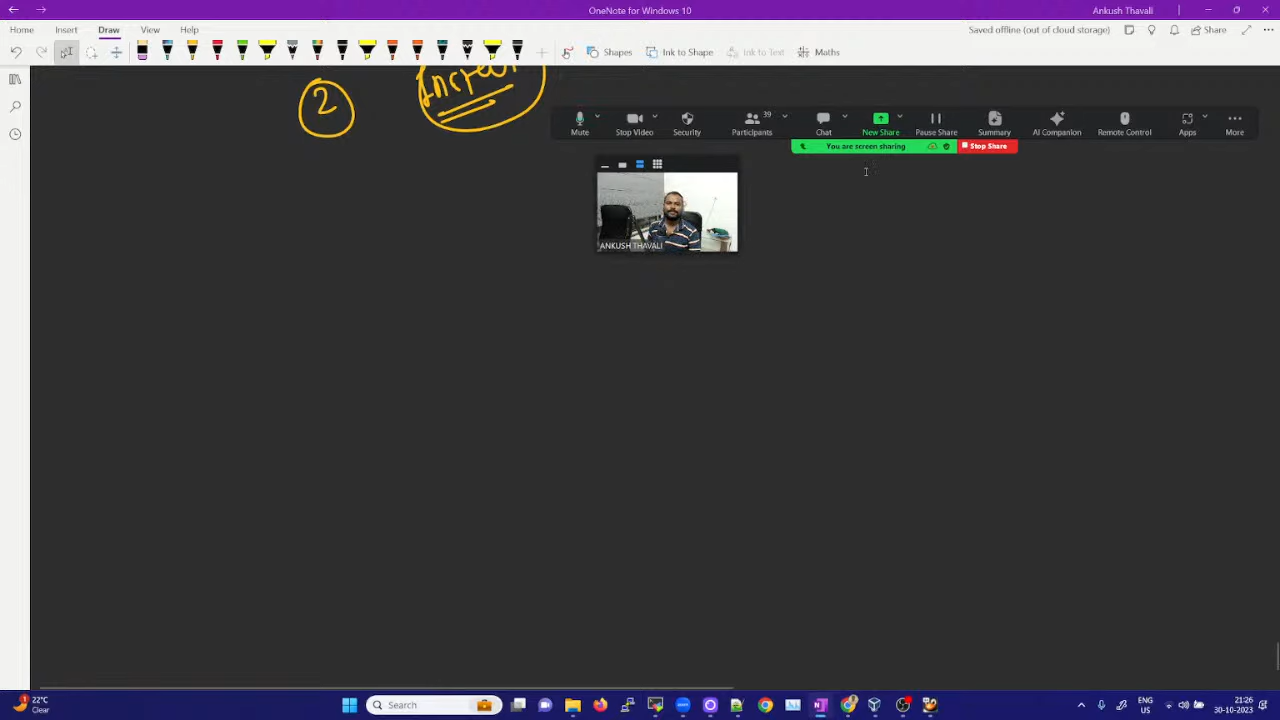 OneNote for Windows 10
Ankush Thavali
Home Insert Draw View Help
Saved offline (out of cloud storage) Share
Shapes Ink to Shape Ink to Text Maths
2
39
Mute Stop Video Security Participants Chat New Share Pause Share Summary AI Companion Remote Control Apps More
You are screen sharing Stop Share
ANKUSH THAVALI
1
22°C
Clear
Search
ENG
US
21:26
30-10-2023